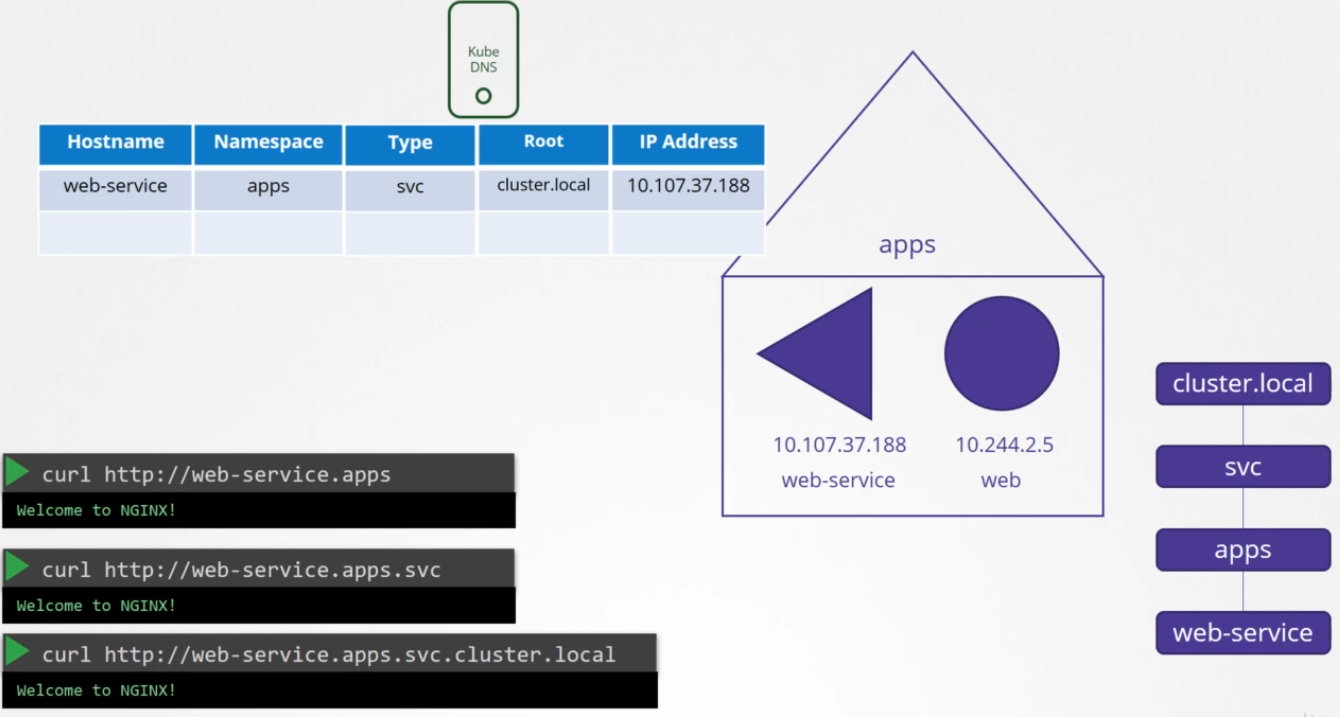 Kube
DNS
Hostname Namespace Type Root IP Address
web-service apps svc cluster.local 10.107.37.188
apps
10.107.37.188 10.244.2.5
web-service web
cluster.local
svc
apps
web-service
curl http://web-service.apps
Welcome to NGINX!
curl http://web-service.apps.svc
Welcome to NGINX!
curl http://web-service.apps.svc.cluster.local
Welcome to NGINX!